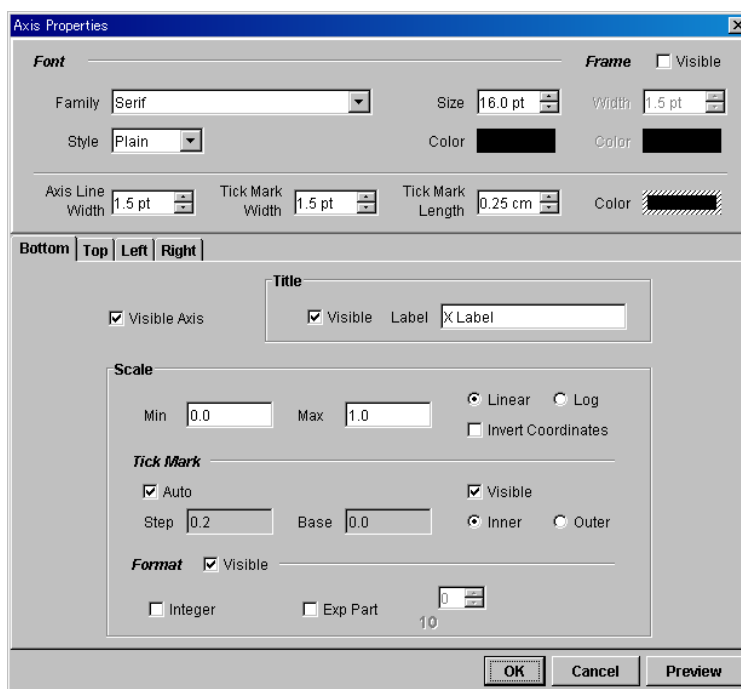 Axis Properties
Font Frame Visible
Family Serif Size 16.0 pt Width 1.5 pt
Style Plain Color Color
Axis Line Width 1.5 pt Tick Mark Width 1.5 pt Tick Mark Length 0.25 cm Color
Bottom Top Left Right
Title
Visible Axis Visible Label X Label
Scale
Min 0.0 Max 1.0 Linear Log
Invert Coordinates
Tick Mark
Auto Visible
Step 0.2 Base 0.0 Inner Outer
Format Visible
Integer Exp Part 10 0
OK Cancel Preview